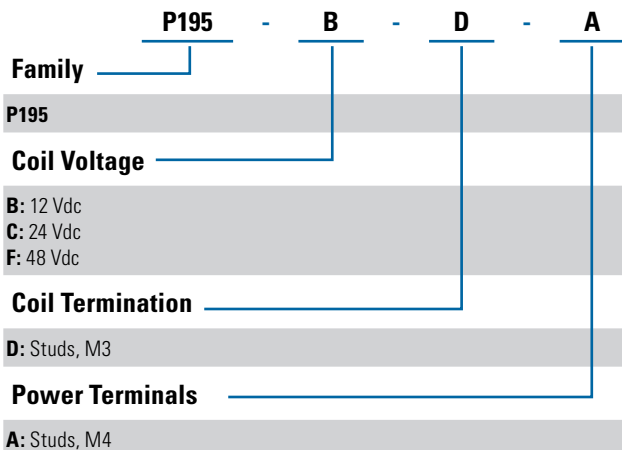 P195 - B - D - A
Family
P195
Coil Voltage
B: 12 Vdc
C: 24 Vdc
F: 48 Vdc
Coil Termination
D: Studs, M3
Power Terminals
A: Studs, M4